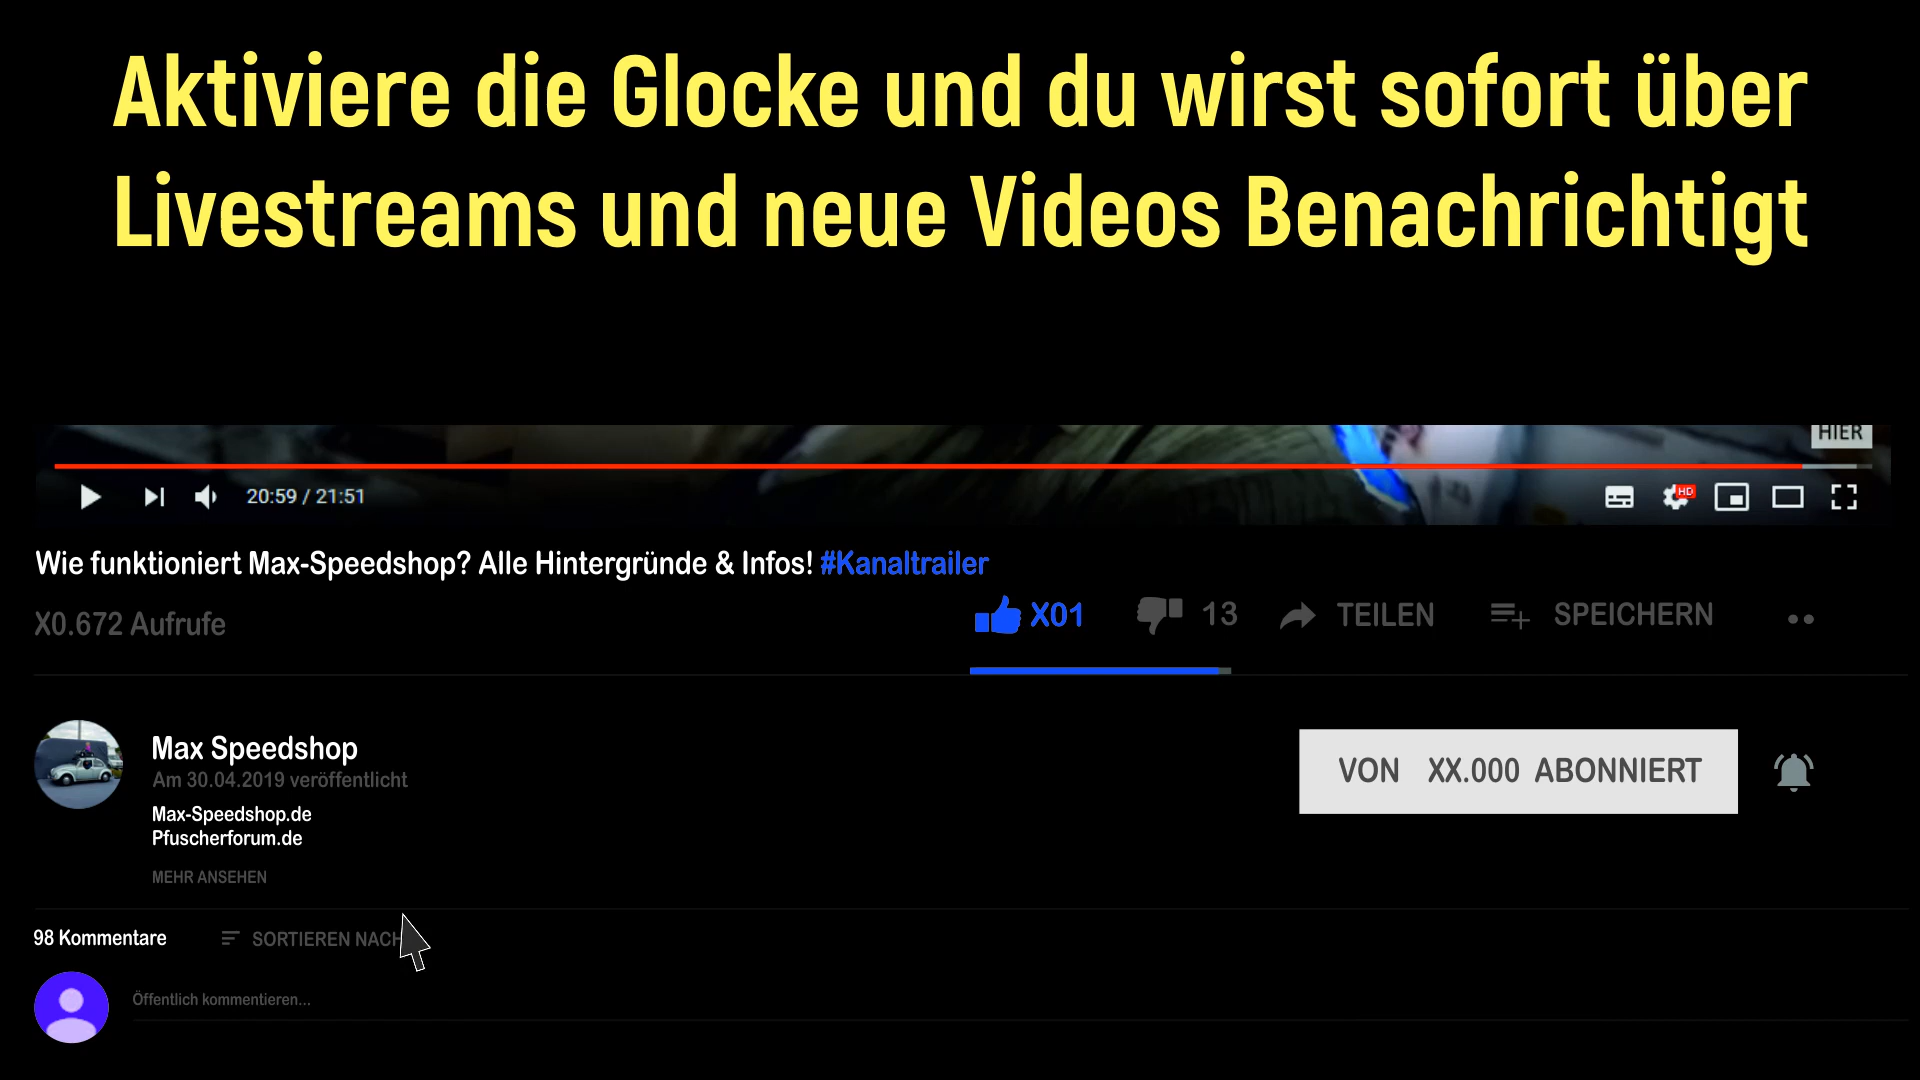 Aktiviere die Glocke und du wirst sofort über
Livestreams und neue Videos Benachrichtigt
HIER
20:59 / 21:51
HD
Wie funktioniert Max-Speedshop? Alle Hintergründe & Infos! #Kanaltrailer
X0.672 Aufrufe
X01
13
TEILEN
SPEICHERN
Max Speedshop
Am 30.04.2019 veröffentlicht
VON XX.000 ABONNIERT
Max-Speedshop.de
Pfuscherforum.de
MEHR ANSEHEN
98 Kommentare
SORTIEREN NACH
Öffentlich kommentieren...